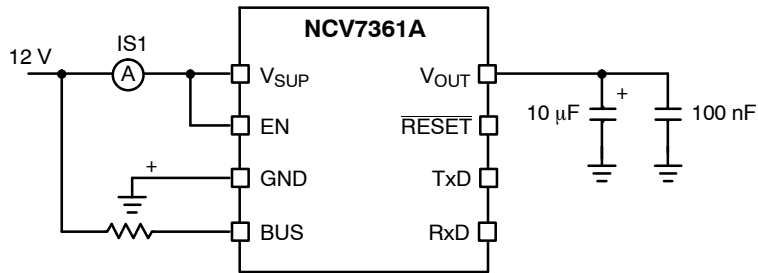 NCV7361A
IS1
12 V
A
V_SUP
V_OUT
+
10 μF
100 nF
EN
RESET
+
GND
TxD
BUS
RxD